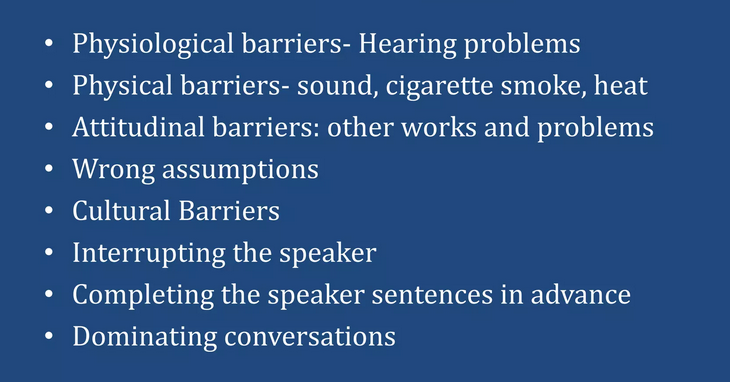 • Physiological barriers- Hearing problems
• Physical barriers- sound, cigarette smoke, heat
• Attitudinal barriers: other works and problems
• Wrong assumptions
• Cultural Barriers
• Interrupting the speaker
• Completing the speaker sentences in advance
• Dominating conversations